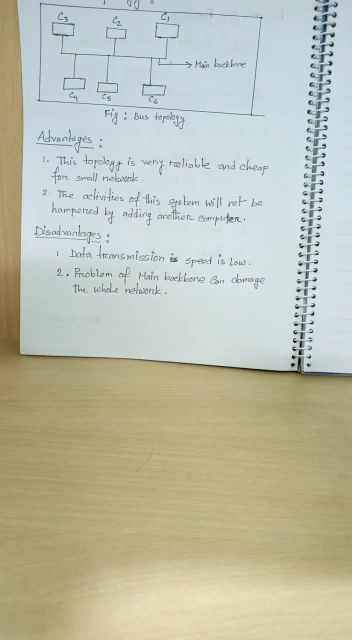 C3
C2
C1
Main backbone
C4
C5
C6
Fig : Bus topology
Advantages :
1. This topology is very reliable and cheap
for small network.
2. The activities of this system will not be
hampered by adding another computer.
Disadvantages :
1. Data transmission is speed is Low.
2. Problem of Main backbone can damage
the whole network.